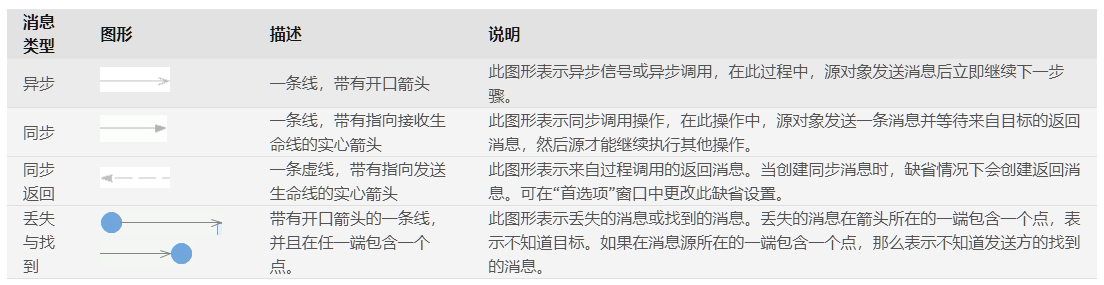 消息类型 图形 描述 说明
异步 一条线，带有开口箭头 此图形表示异步信号或异步调用，在此过程中，源对象发送消息后立即继续下一步
骤。
同步 一条线，带有指向接收生
命线的实心箭头
此图形表示同步调用操作，在此操作中，源对象发送一条消息并等待来自目标的返回
消息，然后源才能继续执行其他操作。
同步
返回
一条虚线，带有指向发送
生命线的实心箭头
此图形表示来自过程调用的返回消息。当创建同步消息时，缺省情况下会创建返回消
息。可在“首选项”窗口中更改此缺省设置。
丢失
与找
到
带有开口箭头的一条线，
并且在任一端包含一个
点。
此图形表示丢失的消息或找到的消息。丢失的消息在箭头所在的一端包含一个点，表
示不知道目标。如果在消息源所在的一端包含一个点，那么表示不知道发送方的找到
的消息。